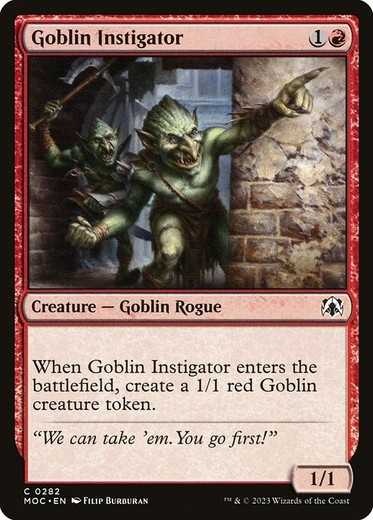 Goblin Instigator 1
Creature — Goblin Rogue
When Goblin Instigator enters the
battlefield, create a 1/1 red Goblin
creature token.
“We can take ’em. You go first!”
1/1
C 0282
MOC • EN Filip Burburan
™ & © 2023 Wizards of the Coast